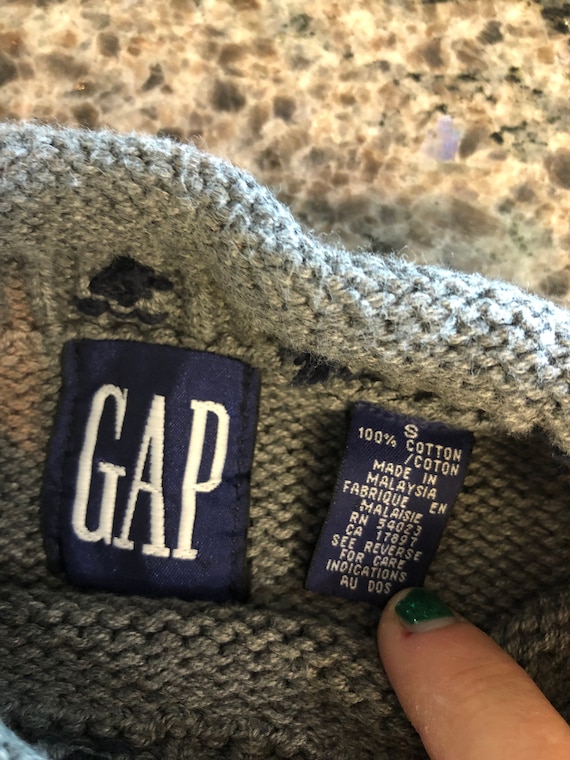 GAP
S
100% COTTON
/COTON
MADE IN
MALAYSIA
FABRIQUE EN
MALAISIE
RN 54023
CA 17897
SEE REVERSE
FOR CARE
INDICATIONS
AU DOS